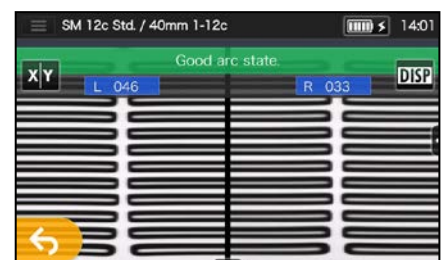 SM 12c Std. / 40mm 1-12c 14:01
Good arc state.
X Y DISP
L 046 R 033